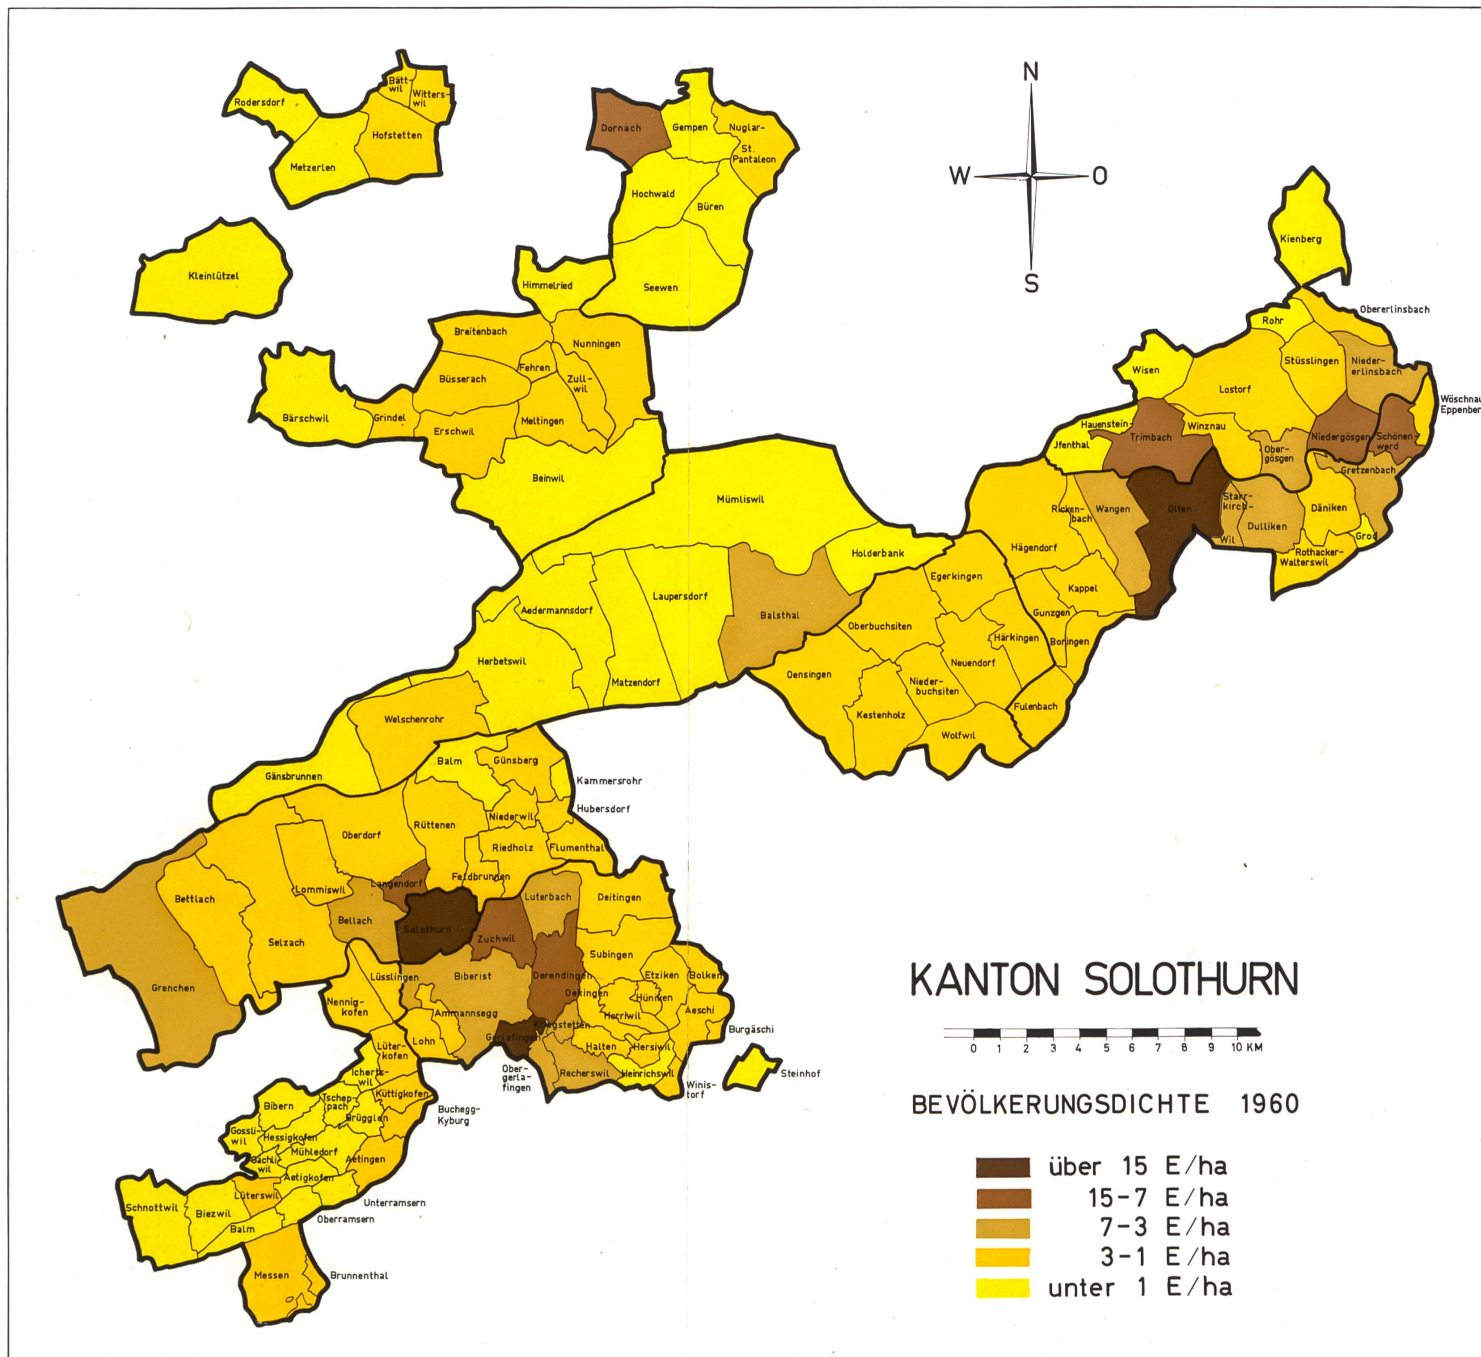 N
W O
S
Rodersdorf
Bätt-
wil
Witters-
wil
Hofstetten
Metzerlen
Kleinlützel
Dornach
Gempen
Nuglar-
St.
Pantaleon
Hochwald
Büren
Seewen
Himmelried
Breitenbach
Nunningen
Fehren
Büsserach
Zull-
wil
Bärschwil
Grindel
Erschwil
Meltingen
Beinwil
Kienberg
Obererlinsbach
Rohr
Stüsslingen
Nieder-
erlinsbach
Wisen
Lostorf
Wöschnau
Eppenber
Hauenstein-
Jfenthal
Trimbach
Winznau
Niedergösgen
Schönen-
werd
Ober-
gösgen
Gretzenbach
Mümliswil
Holderbank
Ricken-
bach
Wangen
Olten
Starr-
kirch-
Wil
Dulliken
Däniken
Grod
Rothacker-
Walterswil
Hägendorf
Egerkingen
Kappel
Gunzgen
Boningen
Aedermannsdorf
Laupersdorf
Balsthal
Oberbuchsiten
Härkingen
Herbetswil
Matzendorf
Oensingen
Neuendorf
Nieder-
buchsiten
Kestenholz
Fulenbach
Wolfwil
Welschenrohr
Gänsbrunnen
Balm
Günsberg
Kammersrohr
Hubersdorf
Niederwil
Oberdorf
Rüttenen
Riedholz
Flumenthal
Feldbrunnen
Langendorf
Lommiswil
Bettlach
Bellach
Selzach
Solothurn
Luterbach
Deitingen
Zuchwil
Grenchen
Lüsslingen
Biberist
Derendingen
Subingen
Etziken
Bolken
Oekingen
Hüniken
Nennig-
kofen
Ammannsegg
Horriwil
Aeschi
Kriegstetten
Burgäschi
Lohn
Gerlafingen
Lüter-
kofen
Halten
Hersiwil
Ober-
gerla-
fingen
Recherswil
Heinrichswil
Steinhof
Winis-
torf
Icherts-
wil
Küttigkofen
Tschep-
pach
Bibern
Buchegg-
Kyburg
Brügglen
Gossli-
wil
Hessigkofen
Mühledorf
Gächli-
wil
Aetingen
Aetigkofen
Unterramsern
Lüterswil
Schnottwil
Biezwil
Oberramsern
Balm
Messen
Brunnenthal
KANTON SOLOTHURN
0 1 2 3 4 5 6 7 8 9 10 KM
BEVÖLKERUNGSDICHTE 1960
über 15 E/ha
15-7 E/ha
7-3 E/ha
3-1 E/ha
unter 1 E/ha